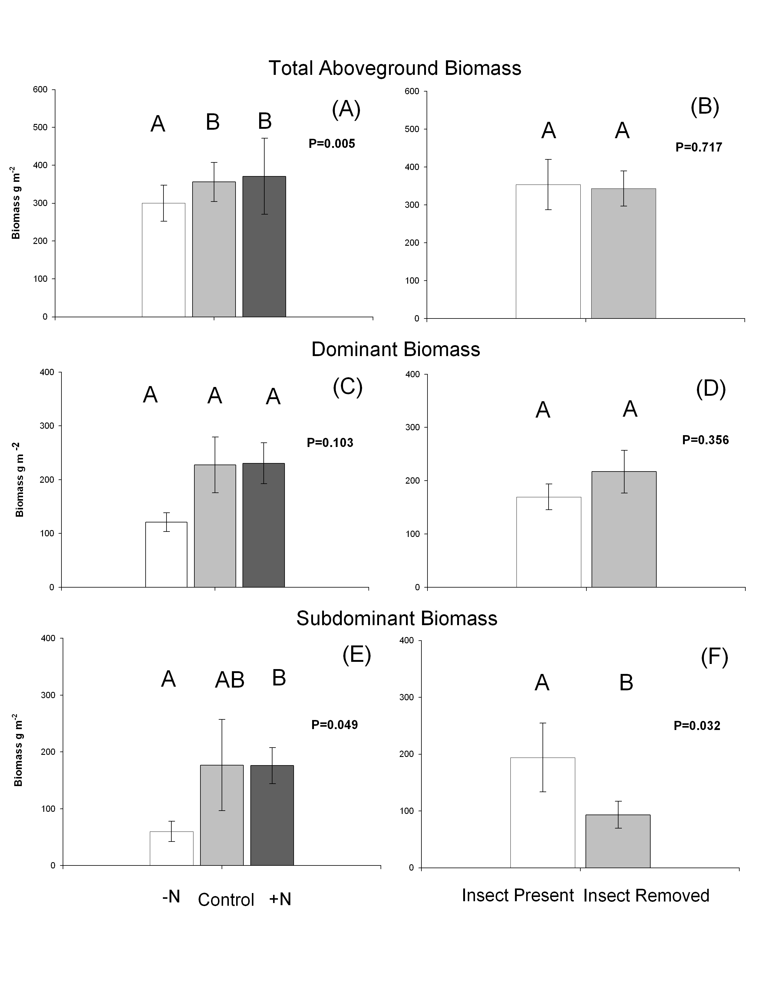 Total Aboveground Biomass
(A)
A B B
P=0.005
Biomass g m-2
600
500
400
300
200
100
0
(B)
A A
P=0.717
600
500
400
300
200
100
0
Dominant Biomass
(C)
A A A
P=0.103
Biomass g m -2
400
300
200
100
0
(D)
A A
P=0.356
400
300
200
100
0
Subdominant Biomass
(E)
A AB B
P=0.049
Biomass g m-2
400
300
200
100
0
-N Control +N
(F)
A B
P=0.032
400
300
200
100
0
Insect Present Insect Removed